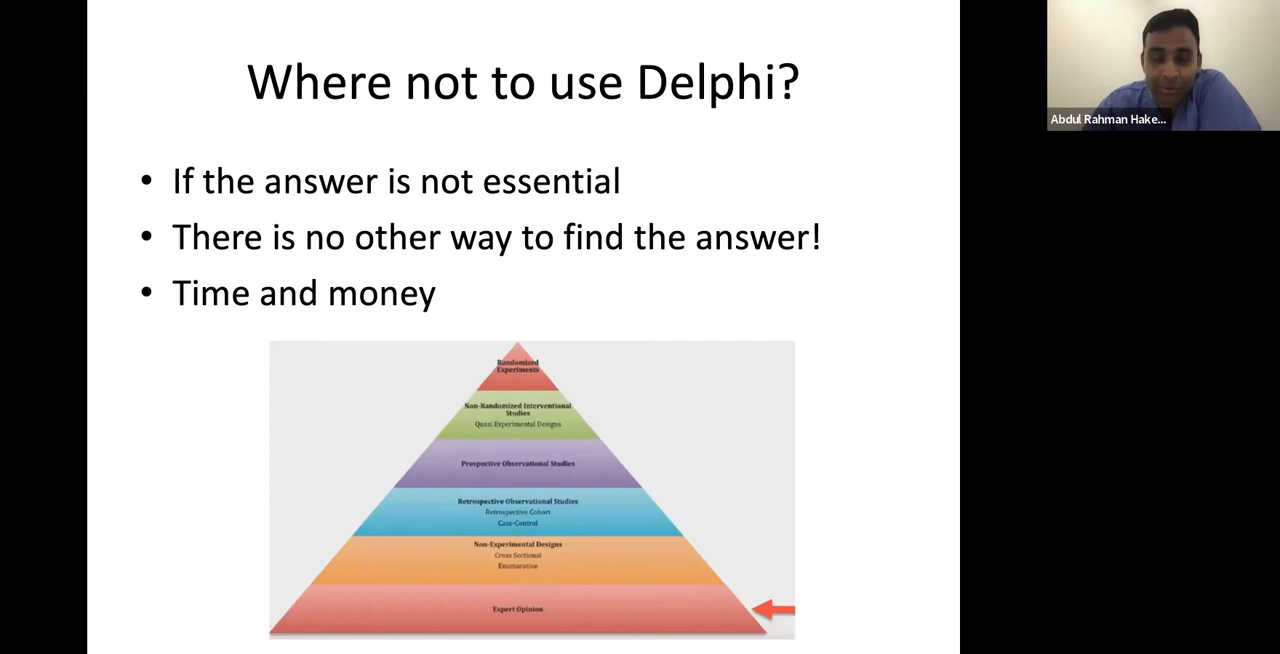 Where not to use Delphi?
• If the answer is not essential
• There is no other way to find the answer!
• Time and money
Randomized
Experiments
Non-Randomized Interventional
Studies
Quasi Experimental Designs
Prospective Observational Studies
Retrospective Observational Studies
Retrospective Cohort
Case-Control
Non-Experimental Designs
Cross Sectional
Enumarative
Expert Opinion
Abdul Rahman Hake...